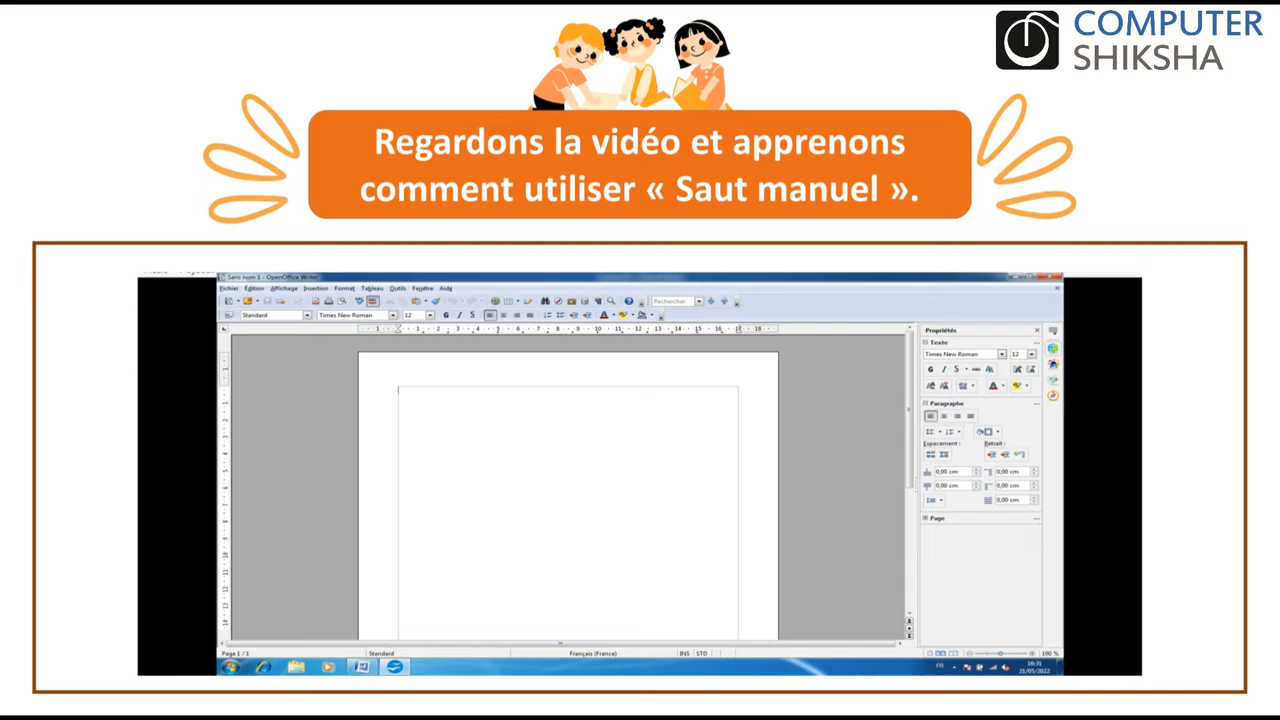 COMPUTER
SHIKSHA
Regardons la vidéo et apprenons
comment utiliser « Saut manuel ».
Sans nom 1 - OpenOffice Writer
Fichier Édition Affichage Insertion Format Tableau Outils Fenêtre Aide
Rechercher
Standard Times New Roman 12 G I S
Propriétés
Texte
Times New Roman 12
G I S
Paragraphe
Espacement : Retrait :
0,00 cm 0,00 cm
0,00 cm 0,00 cm
0,00 cm
Page
Page 1 / 1 Standard Français (France) INS STD 100 %
FR 16:31
21/05/2022